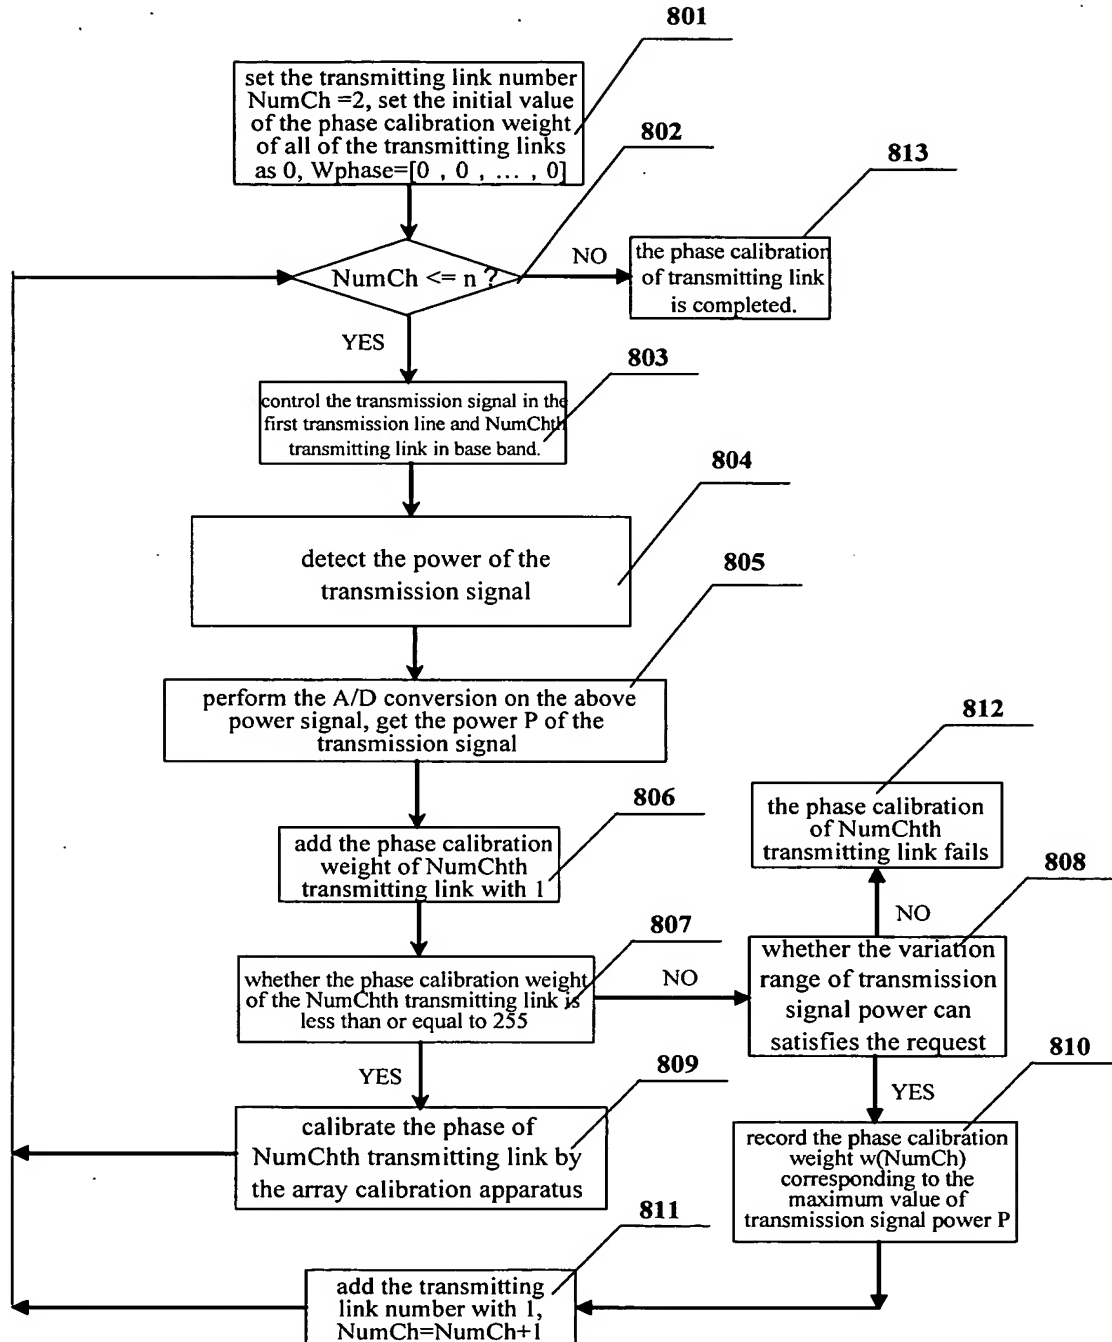 801
set the transmitting link number
NumCh =2, set the initial value
of the phase calibration weight
of all of the transmitting links
as 0, Wphase=[0 , 0 , ... , 0]
802
813
NumCh <= n ?
NO
the phase calibration
of transmitting link
is completed.
YES
803
control the transmission signal in the
first transmission line and NumChth
transmitting link in base band.
804
detect the power of the
transmission signal
805
perform the A/D conversion on the above
power signal, get the power P of the
transmission signal
812
the phase calibration
of NumChth
transmitting link fails
806
add the phase calibration
weight of NumChth
transmitting link with 1
808
NO
807
whether the phase calibration weight
of the NumChth transmitting link is
less than or equal to 255
NO
whether the variation
range of transmission
signal power can
satisfies the request
YES
809
810
YES
calibrate the phase of
NumChth transmitting link by
the array calibration apparatus
record the phase calibration
weight w(NumCh)
corresponding to the
maximum value of
transmission signal power P
811
add the transmitting
link number with 1,
NumCh=NumCh+1